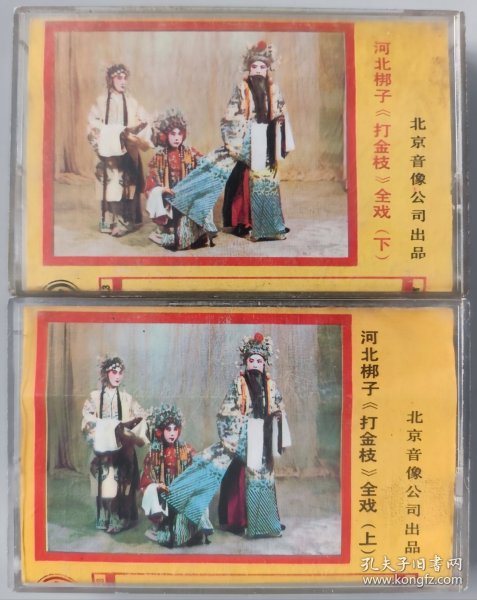 河北梆子《打金枝》全戏（下）
北京音像公司出品
河北梆子《打金枝》全戏（上）
北京音像公司出品
孔夫子旧书网
www.kongfz.com